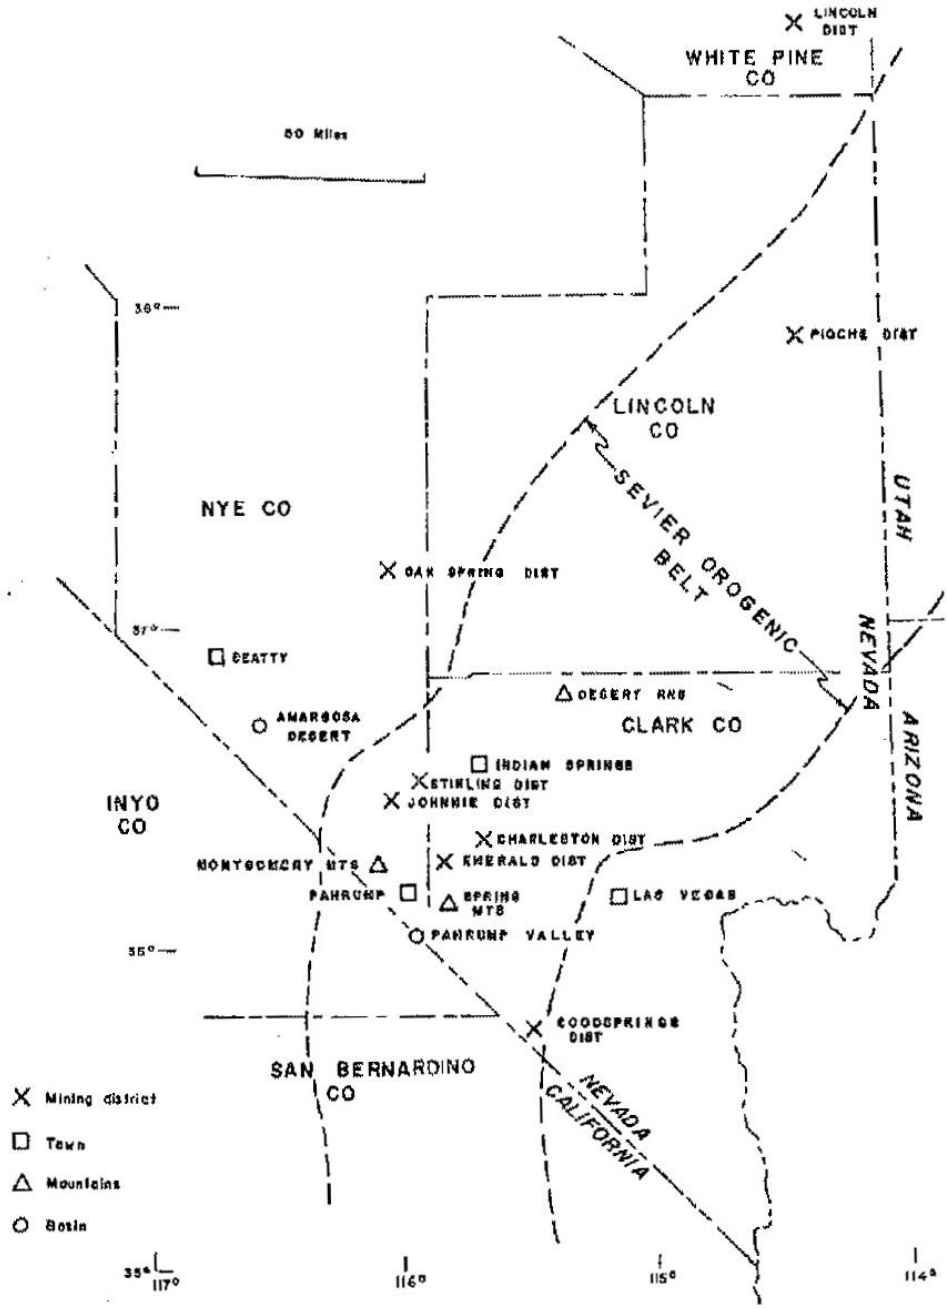 LINCOLN
DIST
WHITE PINE
CO
50 Miles
38°
PIOCHE DIST
LINCOLN
CO
SEVIER OROGENIC
BELT
UTAH
NYE CO
OAK SPRING DIST
37°
BEATTY
NEVADA
DESERT RNG
AMARGOSA
DESERT
CLARK CO
ARIZONA
INDIAN SPRINGS
STIRLING DIST
JOHNNIE DIST
INYO
CO
CHARLESTON DIST
EMERALD DIST
MONTGOMERY MTS
PAHRUMP
SPRING
MTS
LAS VEGAS
PAHRUMP VALLEY
GOODSPRINGS
DIST
SAN BERNARDINO
CO
NEVADA
CALIFORNIA
Mining district
Town
Mountains
Basin
35°
117°
116°
115°
114°